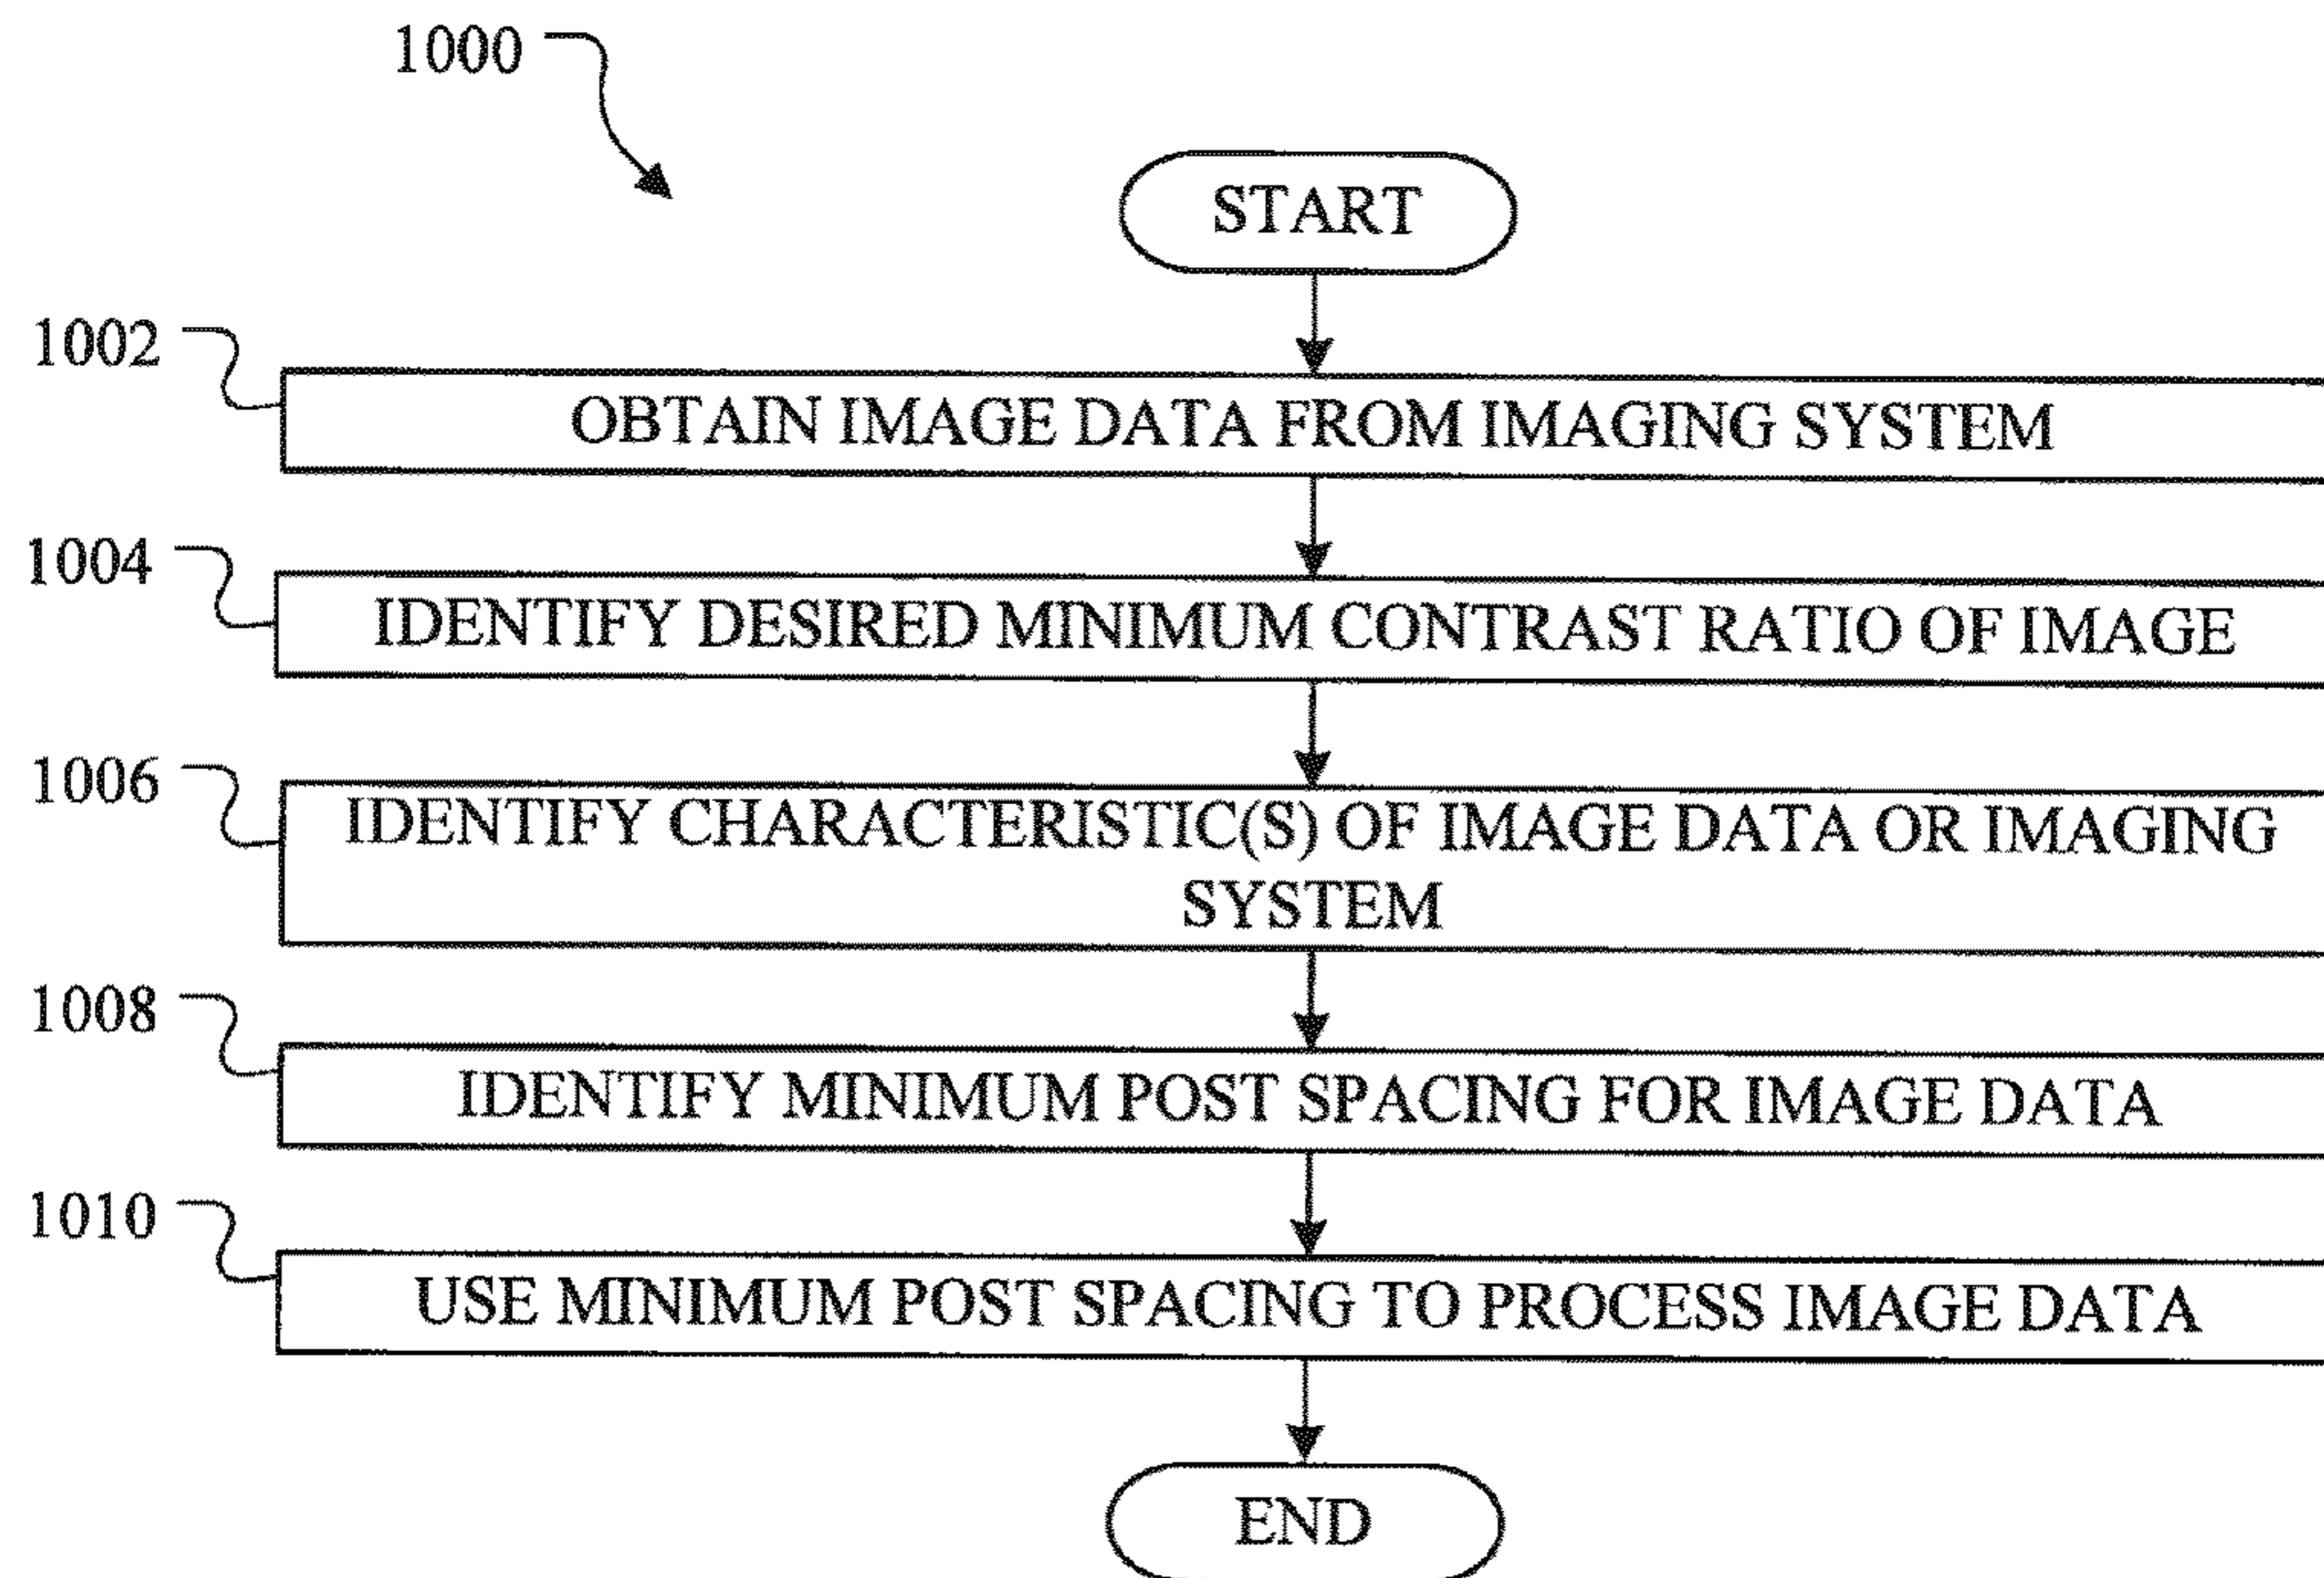 1000
START
1002
OBTAIN IMAGE DATA FROM IMAGING SYSTEM
1004
IDENTIFY DESIRED MINIMUM CONTRAST RATIO OF IMAGE
1006
IDENTIFY CHARACTERISTIC(S) OF IMAGE DATA OR IMAGING
SYSTEM
1008
IDENTIFY MINIMUM POST SPACING FOR IMAGE DATA
1010
USE MINIMUM POST SPACING TO PROCESS IMAGE DATA
END